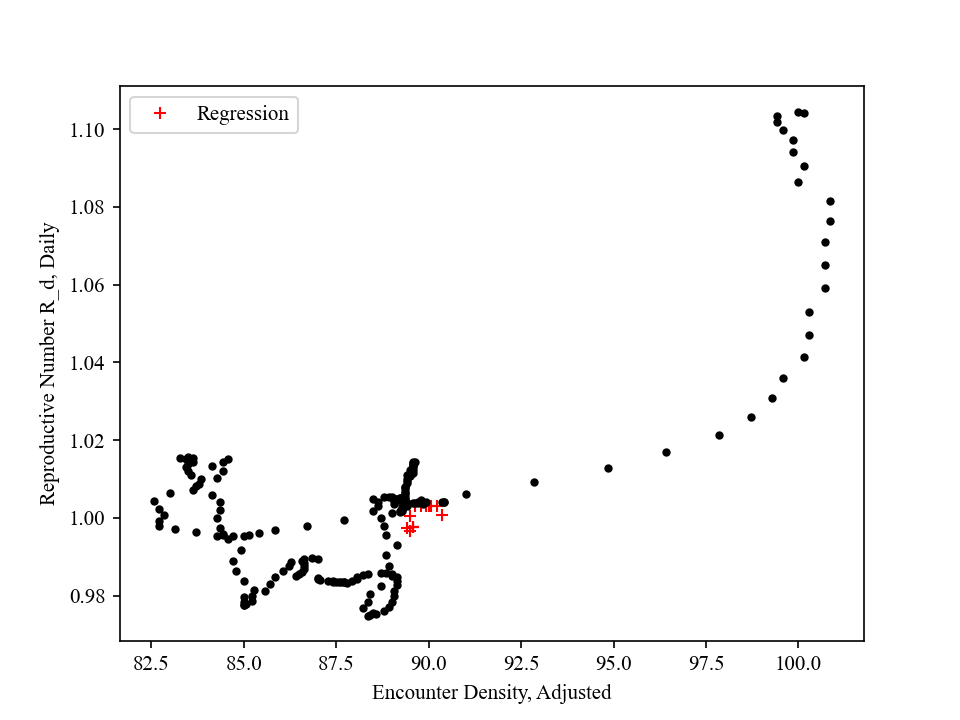 Regression
1.10
1.08
1.06
1.04
1.02
1.00
0.98
Reproductive Number R_d, Daily
82.5 85.0 87.5 90.0 92.5 95.0 97.5 100.0
Encounter Density, Adjusted